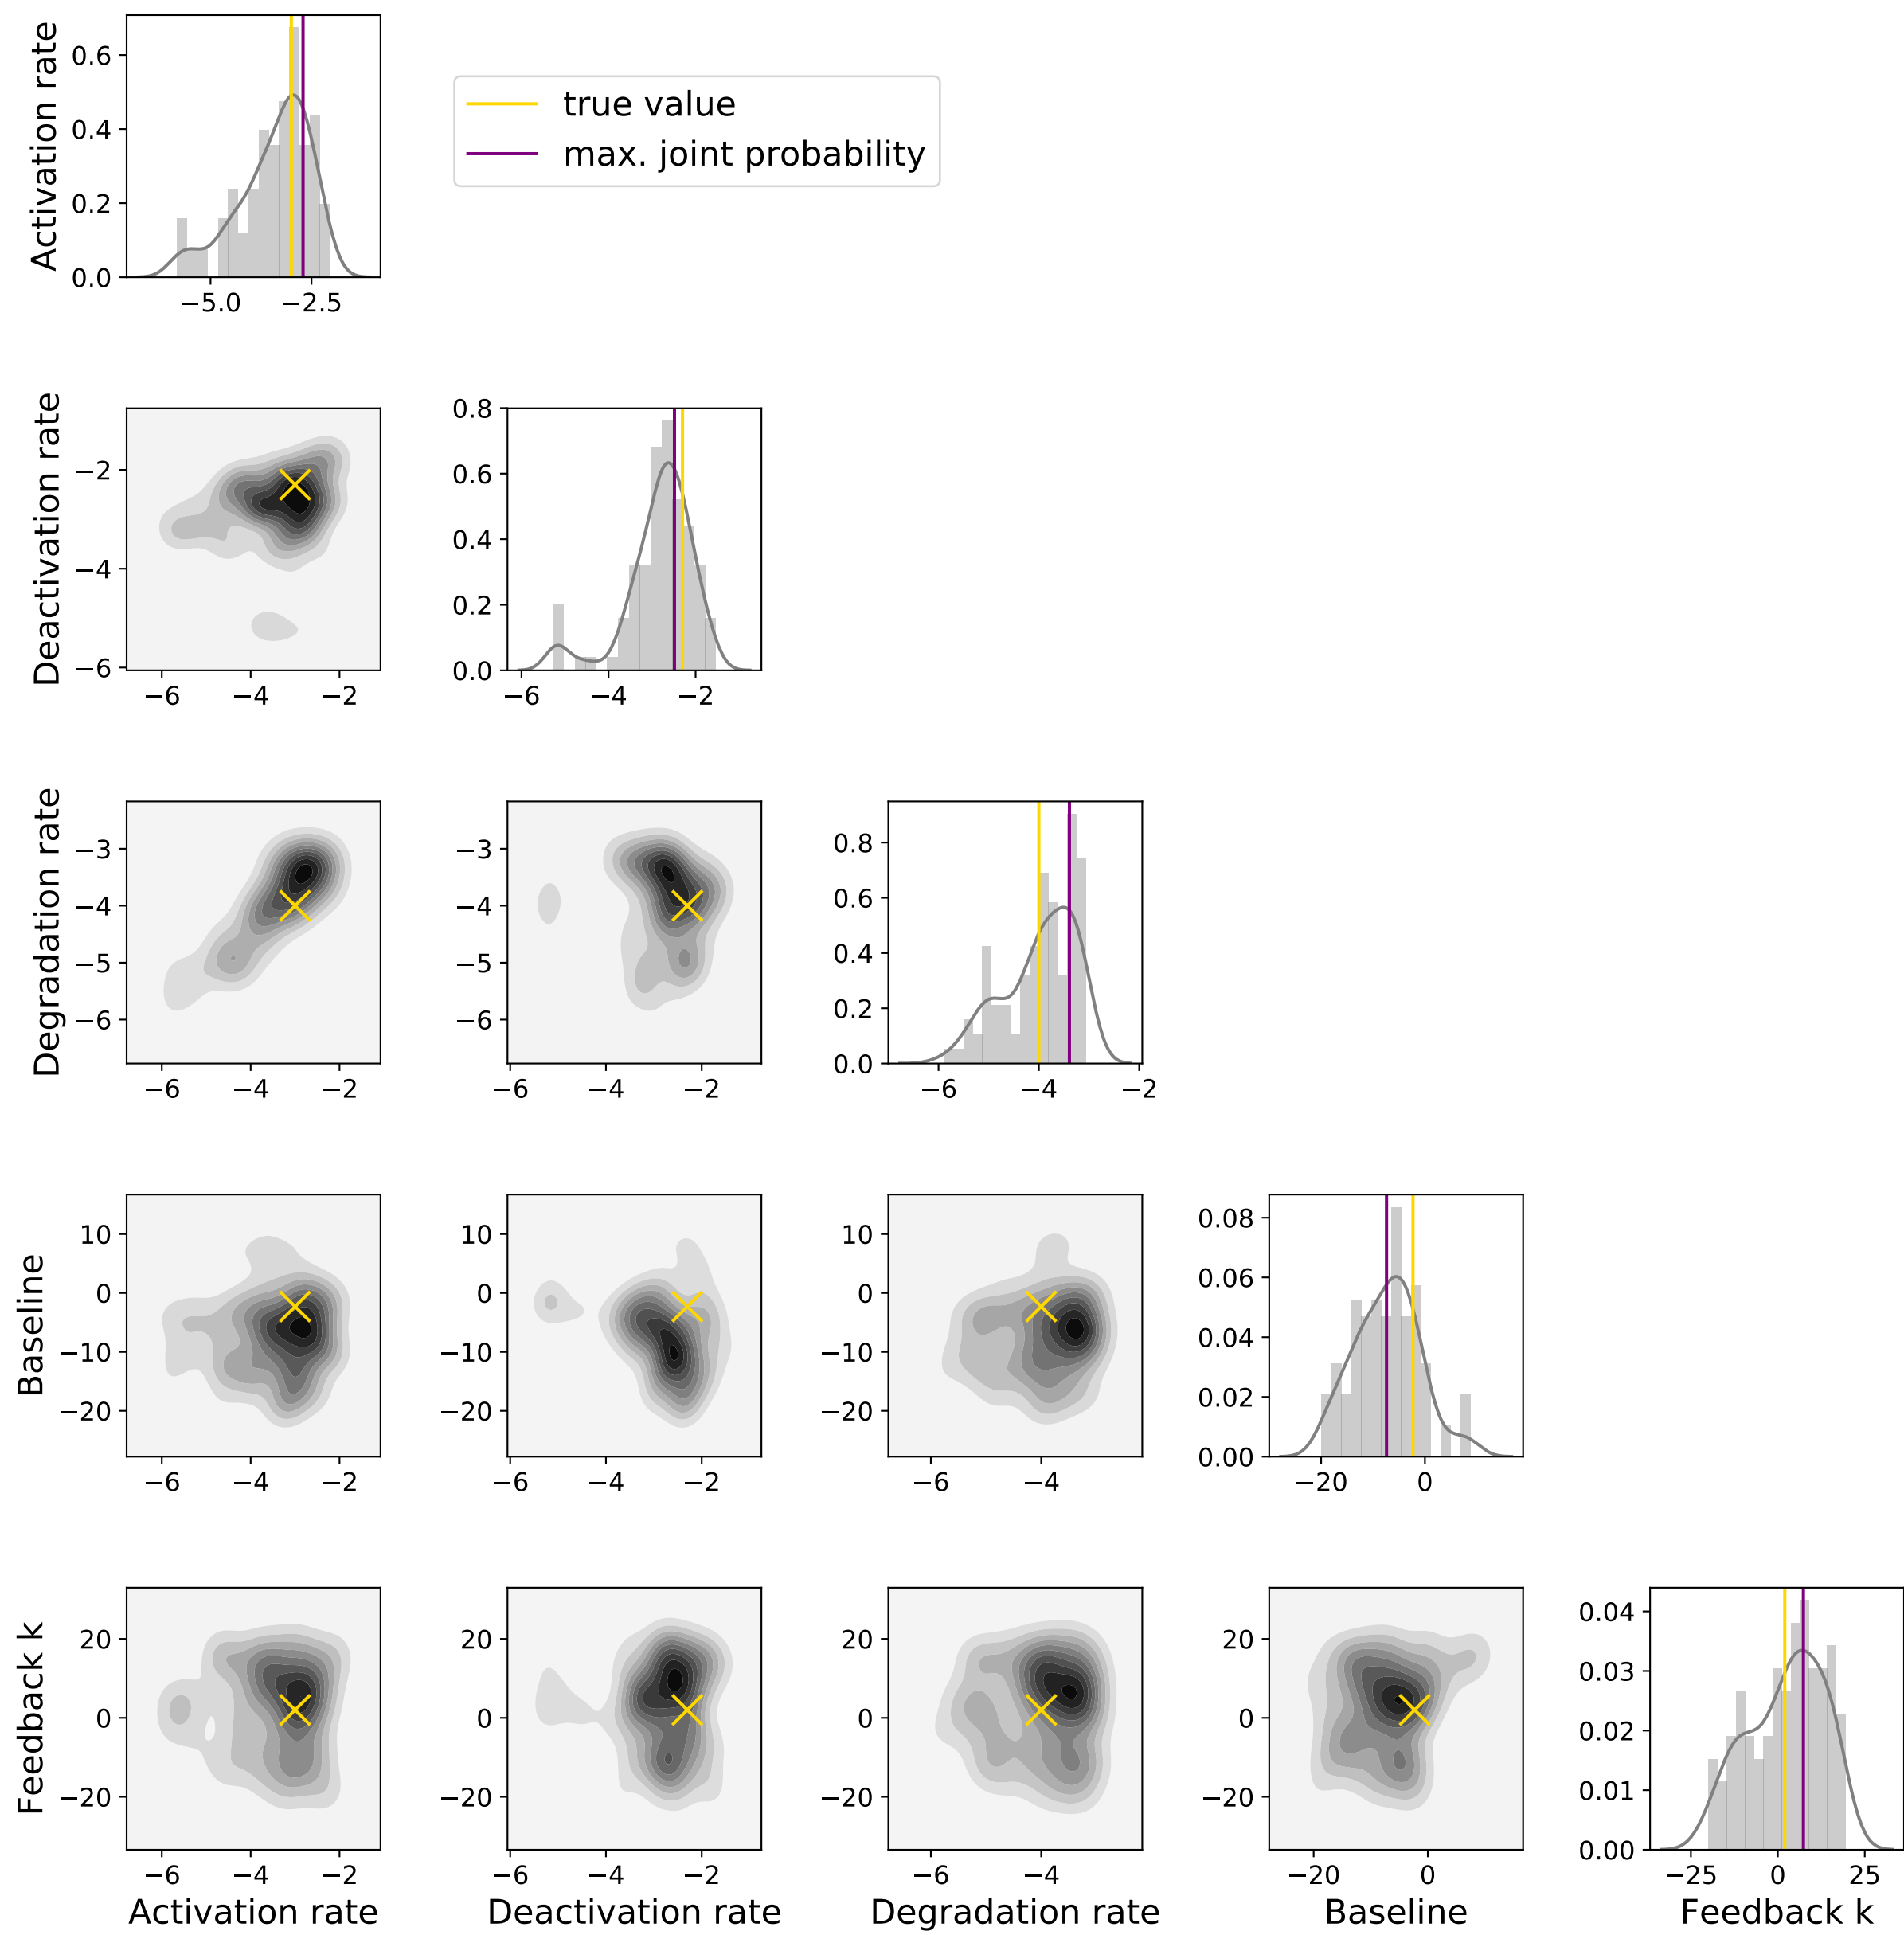 Activation rate
0.6
0.4
0.2
0.0
−5.0 −2.5
true value
max. joint probability
Deactivation rate
−2
−4
−6
−6 −4 −2
0.8
0.6
0.4
0.2
0.0
−6 −4 −2
Degradation rate
−3
−4
−5
−6
−6 −4 −2
−3
−4
−5
−6
−6 −4 −2
0.8
0.6
0.4
0.2
0.0
−6 −4 −2
Baseline
10
0
−10
−20
−6 −4 −2
10
0
−10
−20
−6 −4 −2
10
0
−10
−20
−6 −4
0.08
0.06
0.04
0.02
0.00
−20 0
Feedback k
20
0
−20
−6 −4 −2
Activation rate
20
0
−20
−6 −4 −2
Deactivation rate
20
0
−20
−6 −4
Degradation rate
20
0
−20
−20 0
Baseline
0.04
0.03
0.02
0.01
0.00
−25 0 25
Feedback k